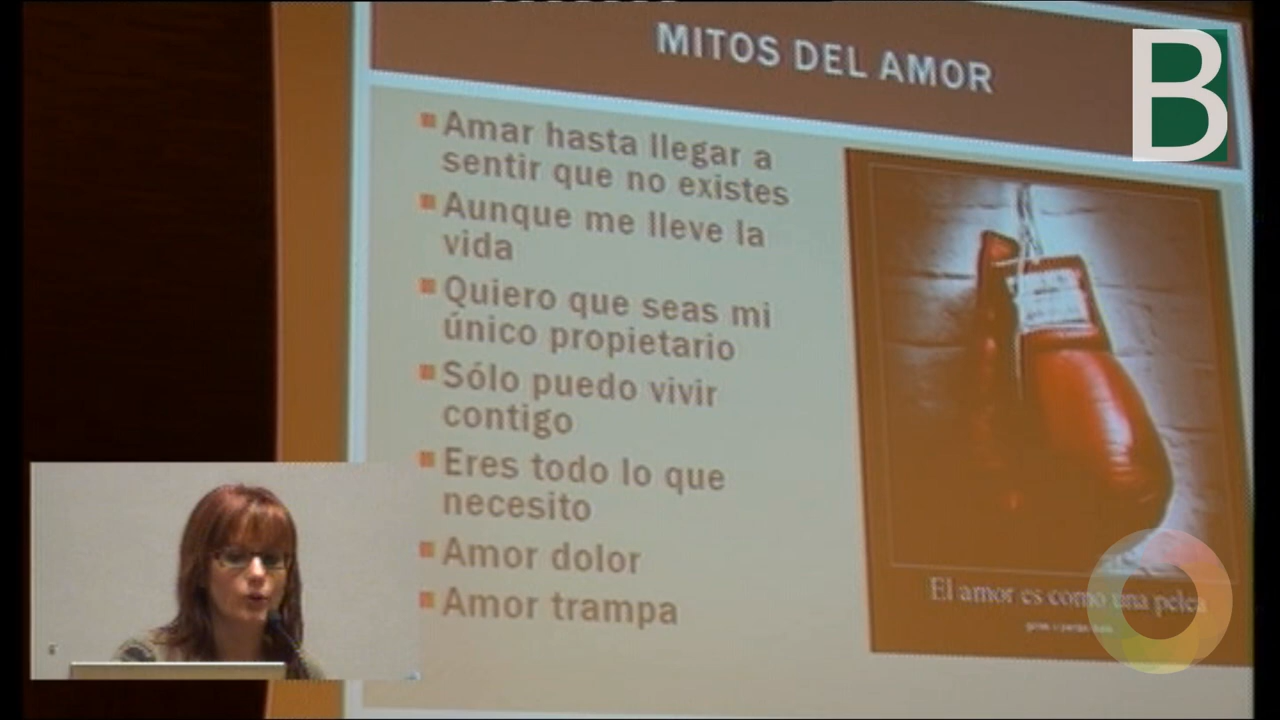 MITOS DEL AMOR
B
Amar hasta llegar a
sentir que no existes
Aunque me lleve la
vida
Quiero que seas mi
único propietario
Sólo puedo vivir
contigo
Eres todo lo que
necesito
Amor dolor
Amor trampa
El amor es como una pelea